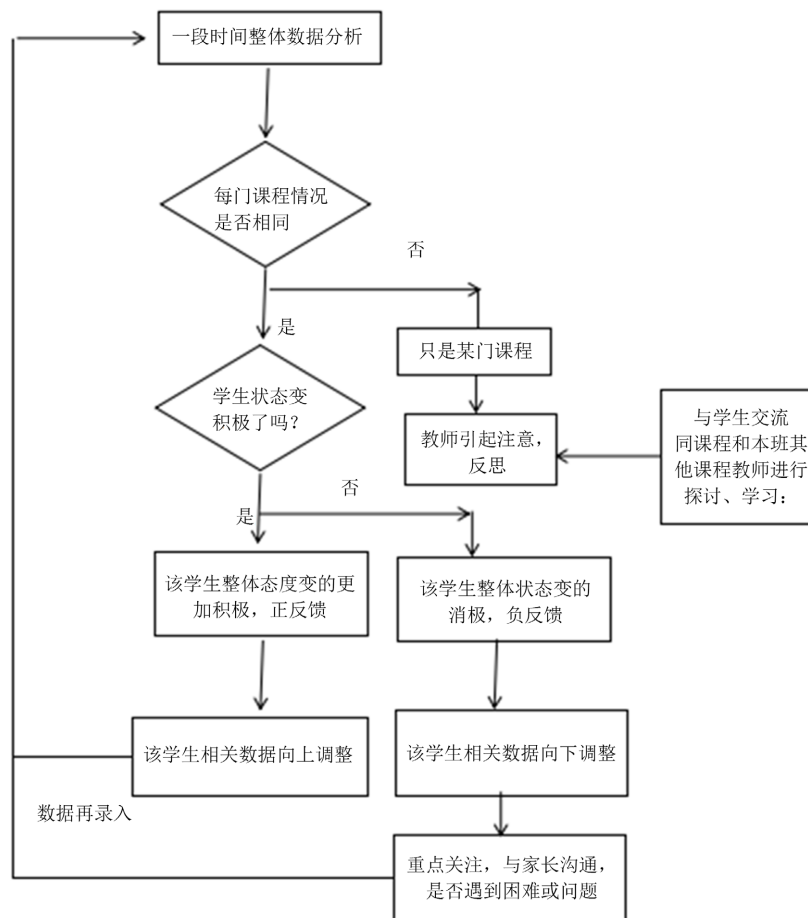 一段时间整体数据分析
每门课程情况
是否相同
否
是
只是某门课程
学生状态变
积极了吗？
教师引起注意，
反思
与学生交流
同课程和本班其
他课程教师进行
探讨、学习：
否
是
该学生整体态度变的更
加积极，正反馈
该学生整体状态变的
消极，负反馈
该学生相关数据向上调整
该学生相关数据向下调整
数据再录入
重点关注，与家长沟通，
是否遇到困难或问题